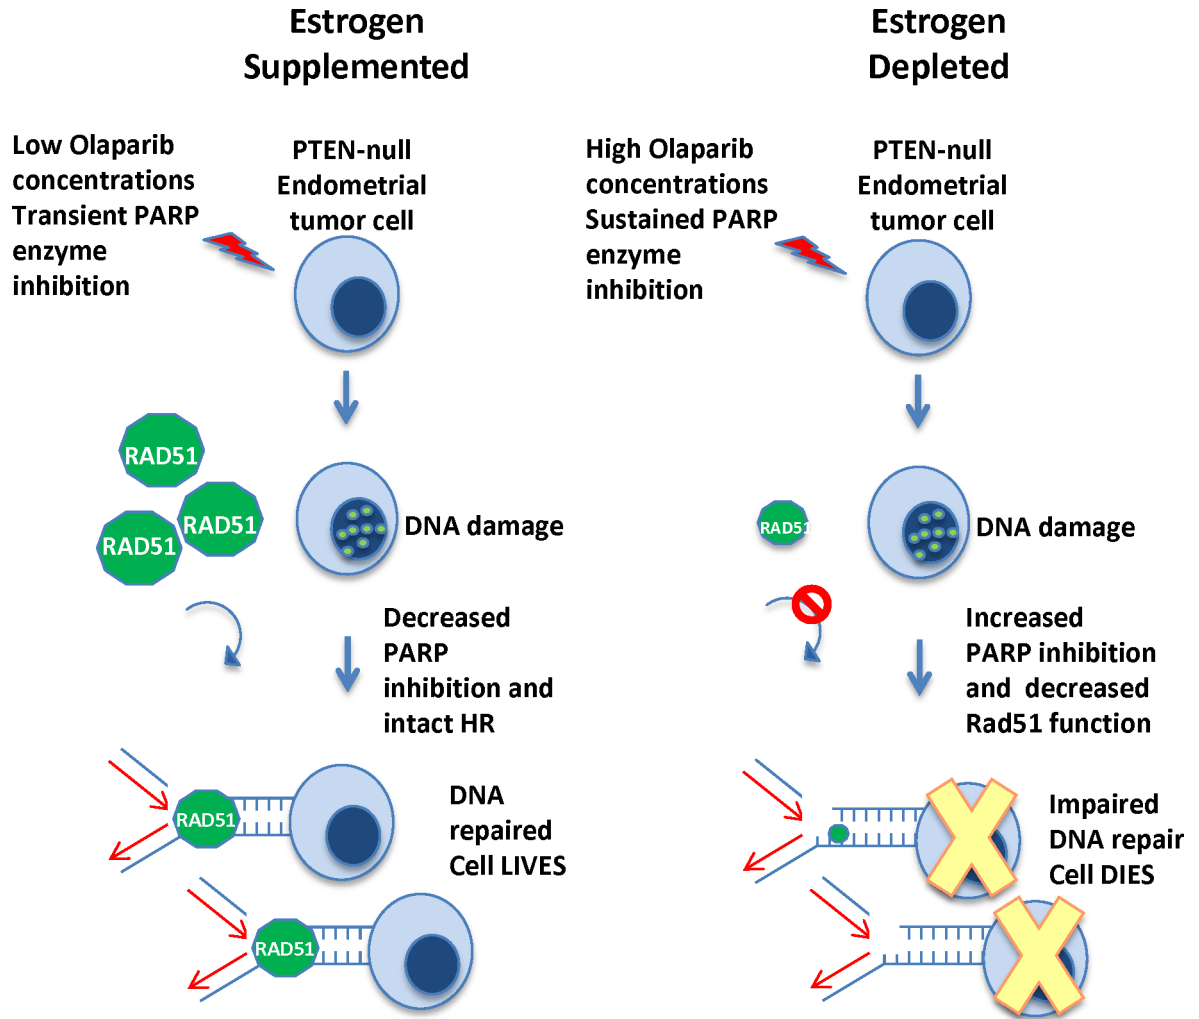 Estrogen
Supplemented
Low Olaparib
concentrations
Transient PARP
enzyme
inhibition
PTEN-null
Endometrial
tumor cell
RAD51
RAD51
RAD51
DNA damage
Decreased
PARP
inhibition and
intact HR
RAD51
DNA
repaired
Cell LIVES
RAD51
Estrogen
Depleted
High Olaparib
concentrations
Sustained PARP
enzyme
inhibition
PTEN-null
Endometrial
tumor cell
RAD51
DNA damage
Increased
PARP inhibition
and decreased
Rad51 function
Impaired
DNA repair
Cell DIES